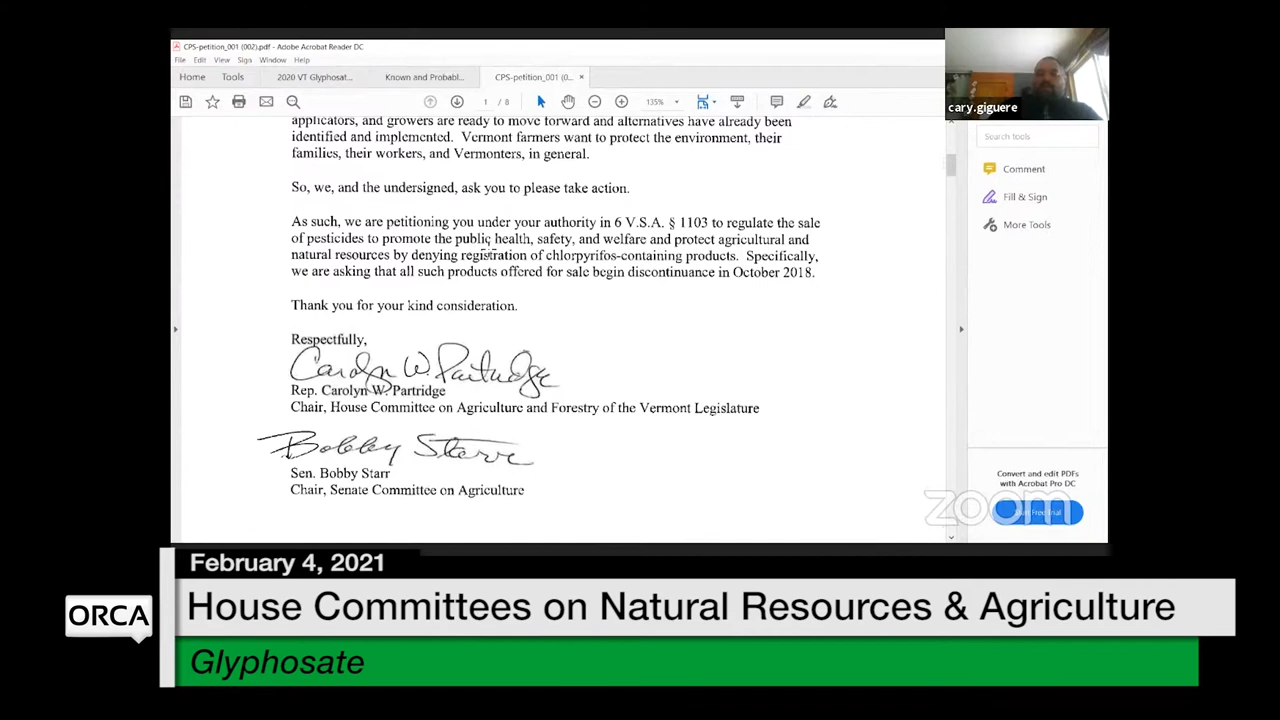 CPS-petition_001 (002).pdf - Adobe Acrobat Reader DC
File Edit View Sign Window Help
Home Tools 2020 VT Glyphosat... Known and Probabl... CPS-petition_001 (0... ×
1 / 8 135%
cary.giguere
applicators, and growers are ready to move forward and alternatives have already been
identified and implemented. Vermont farmers want to protect the environment, their
families, their workers, and Vermonters, in general.
So, we, and the undersigned, ask you to please take action.
As such, we are petitioning you under your authority in 6 V.S.A. § 1103 to regulate the sale
of pesticides to promote the public health, safety, and welfare and protect agricultural and
natural resources by denying registration of chlorpyrifos-containing products. Specifically,
we are asking that all such products offered for sale begin discontinuance in October 2018.
Thank you for your kind consideration.
Respectfully,
Carolyn W. Partridge
Rep. Carolyn W. Partridge
Chair, House Committee on Agriculture and Forestry of the Vermont Legislature
Bobby Starr
Sen. Bobby Starr
Chair, Senate Committee on Agriculture
Search tools
Comment
Fill & Sign
More Tools
Convert and edit PDFs
with Acrobat Pro DC
Start Free Trial
zoom
February 4, 2021
ORCA
House Committees on Natural Resources & Agriculture
Glyphosate